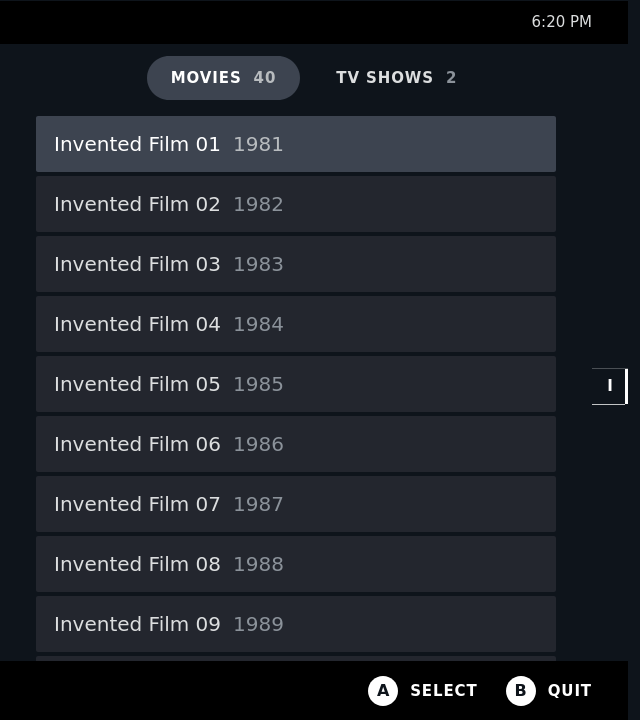 6:20 PM
MOVIES 40 TV SHOWS 2
Invented Film 01 1981
Invented Film 02 1982
Invented Film 03 1983
Invented Film 04 1984
Invented Film 05 1985
I
Invented Film 06 1986
Invented Film 07 1987
Invented Film 08 1988
Invented Film 09 1989
A SELECT B QUIT